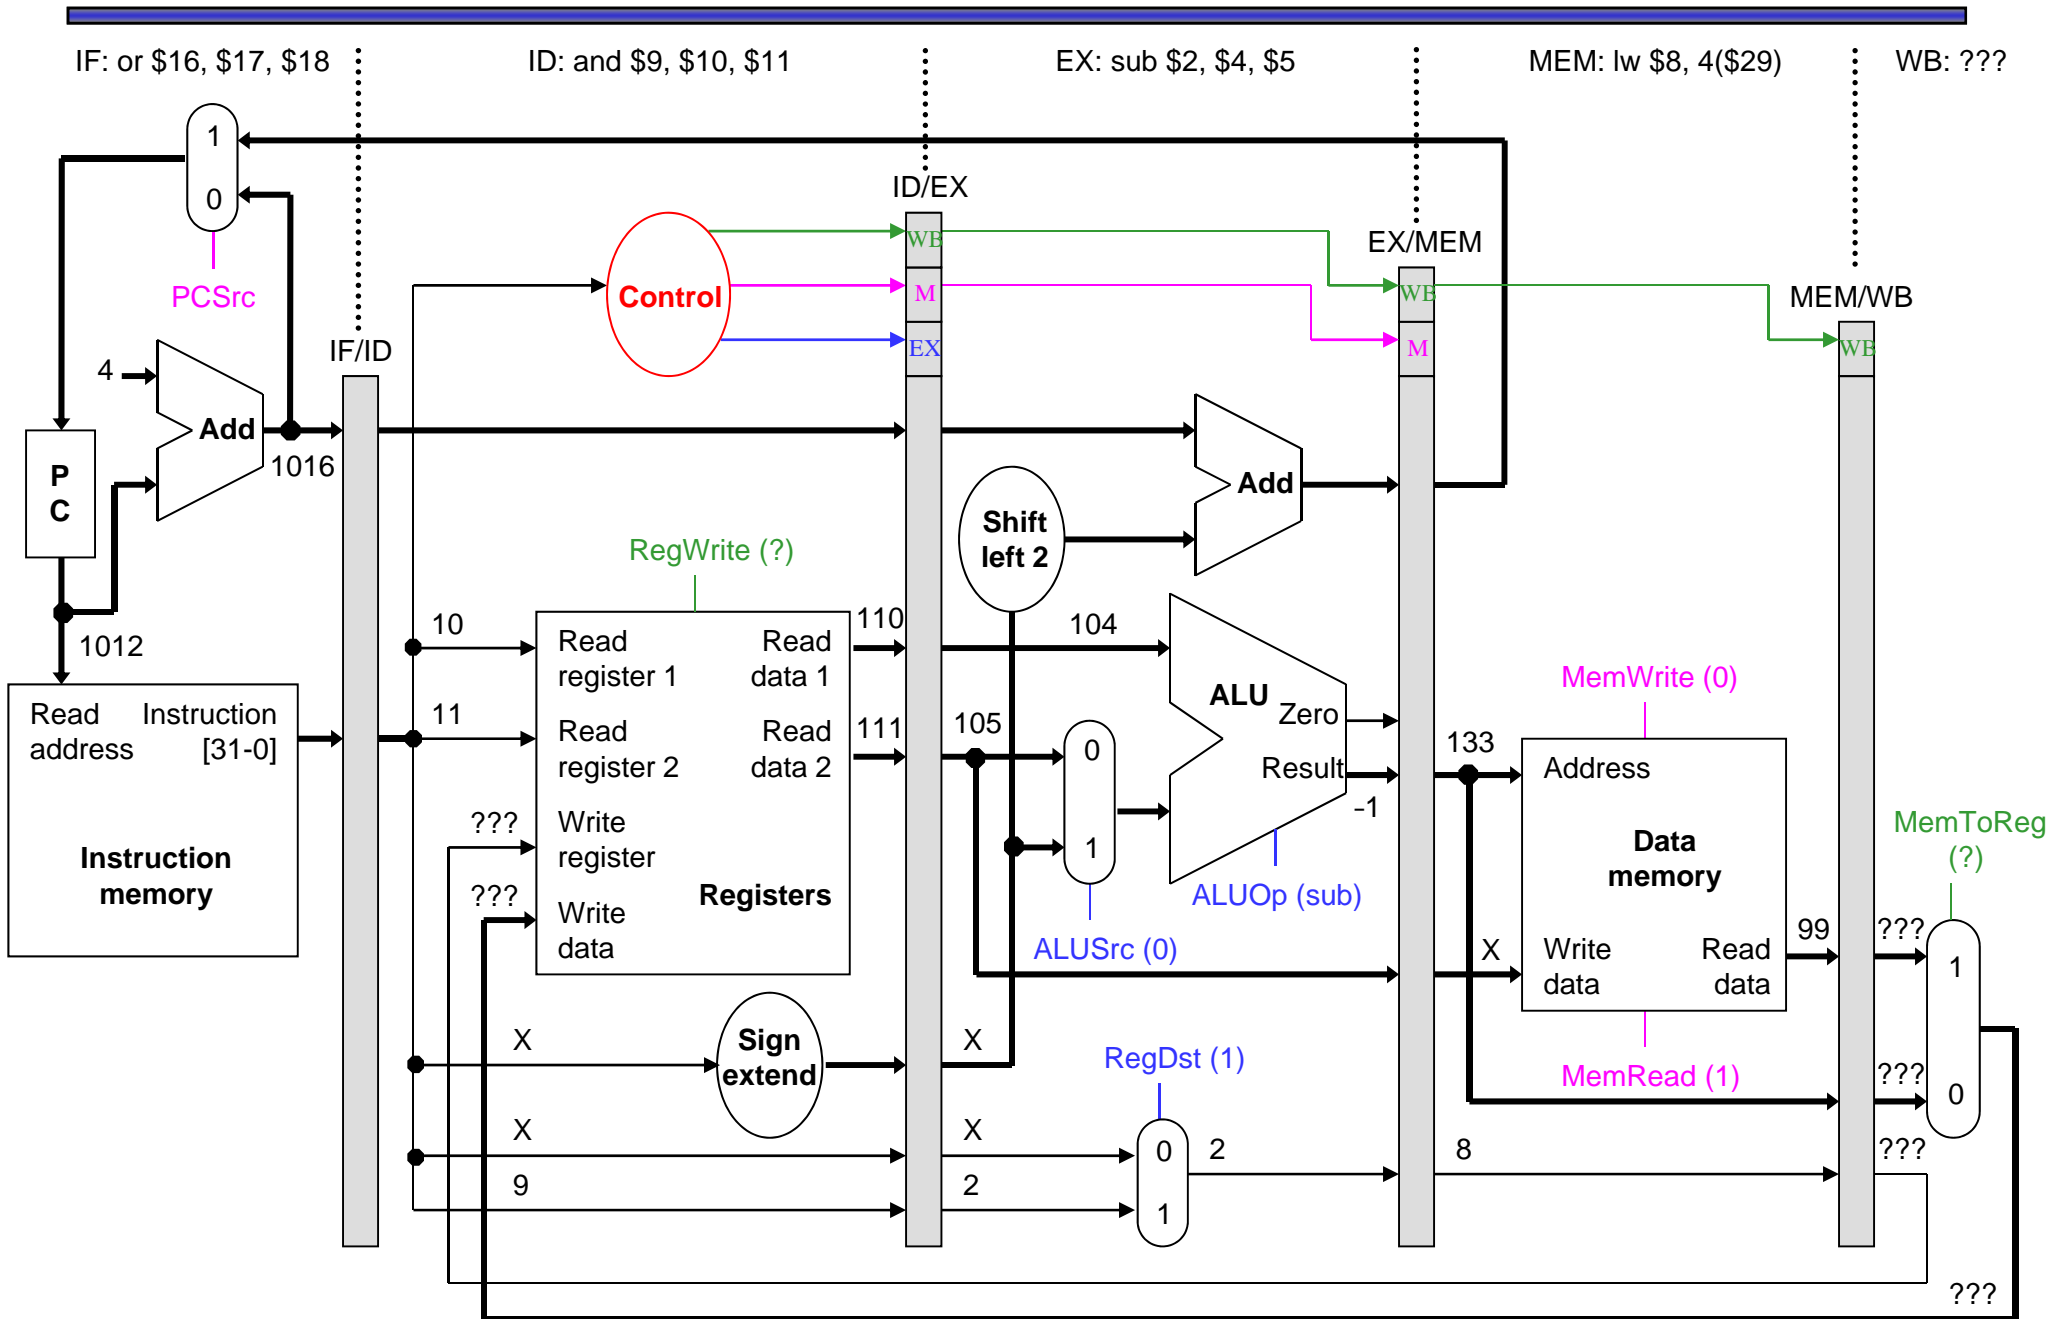 IF: or $16, $17, $18
ID: and $9, $10, $11
EX: sub $2, $4, $5
MEM: lw $8, 4($29)
WB: ???
1
0
PCSrc
4
Add
1016
P
C
1012
Read
address
Instruction
[31-0]
Instruction
memory
IF/ID
Control
RegWrite (?)
10
11
???
???
Read
register 1
Read
data 1
Read
register 2
Read
data 2
Write
register
Write
data
Registers
110
111
X
Sign
extend
X
9
ID/EX
WB
M
EX
Shift
left 2
Add
104
105
0
1
ALUSrc (0)
ALU
Zero
Result
-1
ALUOp (sub)
X
RegDst (1)
X
2
0
1
2
EX/MEM
WB
M
133
MemWrite (0)
Address
Data
memory
X
Write
data
Read
data
99
MemRead (1)
8
MEM/WB
WB
MemToReg
(?)
???
1
???
0
???
???